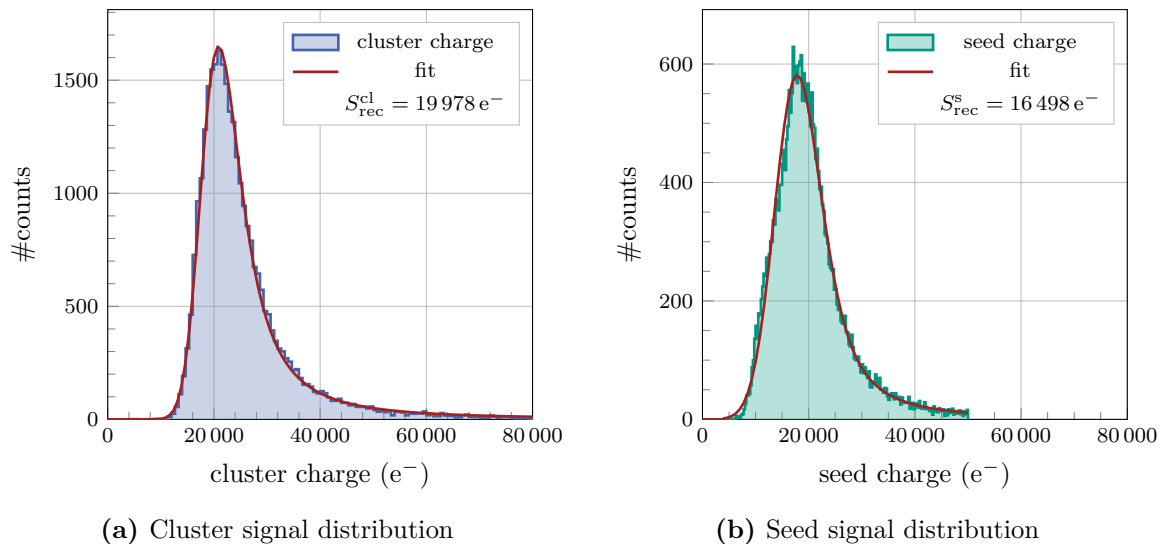 #counts
1500
1000
500
0
cluster charge
fit
S_rec^cl = 19 978 e⁻
0 20 000 40 000 60 000 80 000
cluster charge (e⁻)
(a) Cluster signal distribution
#counts
600
400
200
0
seed charge
fit
S_rec^s = 16 498 e⁻
0 20 000 40 000 60 000 80 000
seed charge (e⁻)
(b) Seed signal distribution